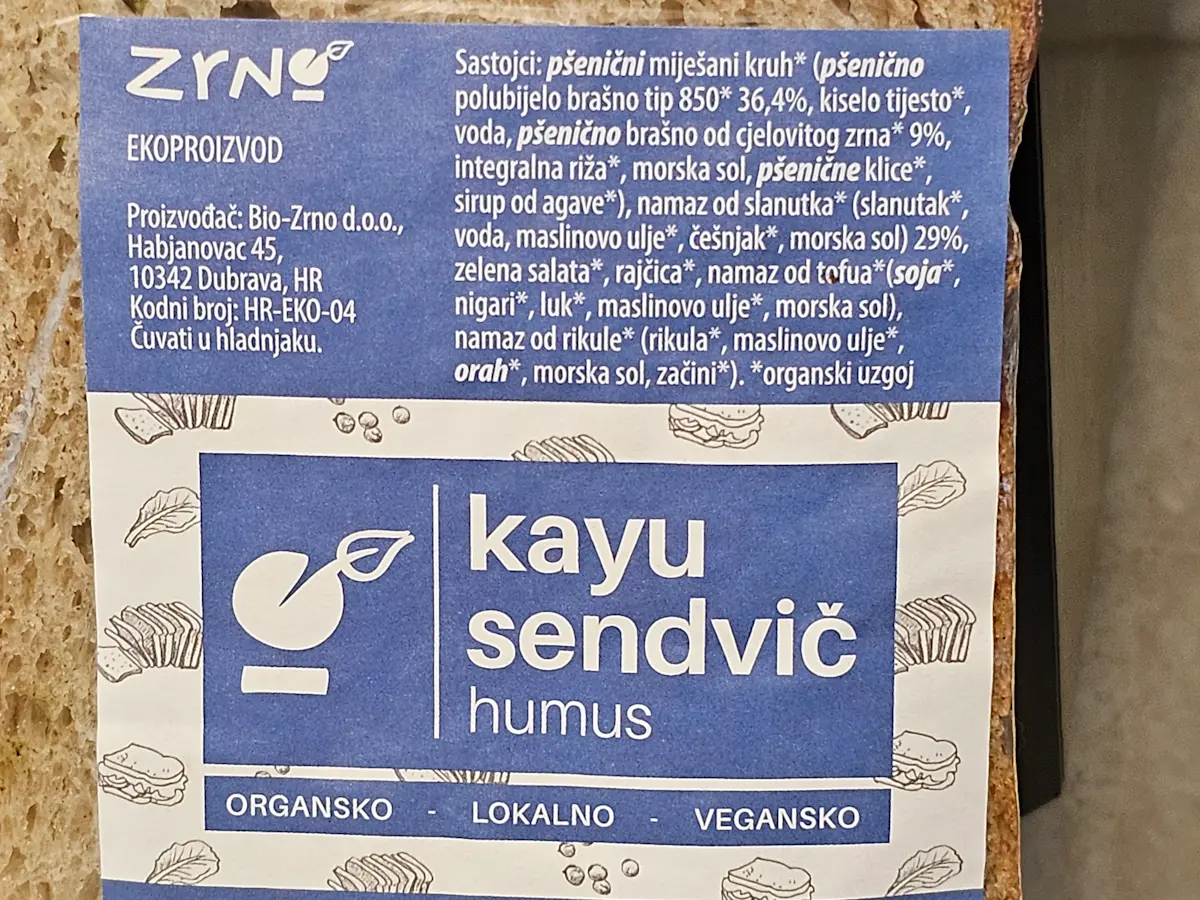 zrno
EKOPROIZVOD
Proizvođač: Bio-Zrno d.o.o.,
Habjanovac 45,
10342 Dubrava, HR
Kodni broj: HR-EKO-04
Čuvati u hladnjaku.
Sastojci: pšenični miješani kruh* (pšenično
polubijelo brašno tip 850* 36,4%, kiselo tijesto*,
voda, pšenično brašno od cjelovitog zrna* 9%,
integralna riža*, morska sol, pšenične klice*,
sirup od agave*), namaz od slanutka* (slanutak*,
voda, maslinovo ulje*, češnjak*, morska sol) 29%,
zelena salata*, rajčica*, namaz od tofua*(soja*,
nigari*, luk*, maslinovo ulje*, morska sol),
namaz od rikule* (rikula*, maslinovo ulje*,
orah*, morska sol, začini*). *organski uzgoj
kayu
sendvič
humus
ORGANSKO - LOKALNO - VEGANSKO